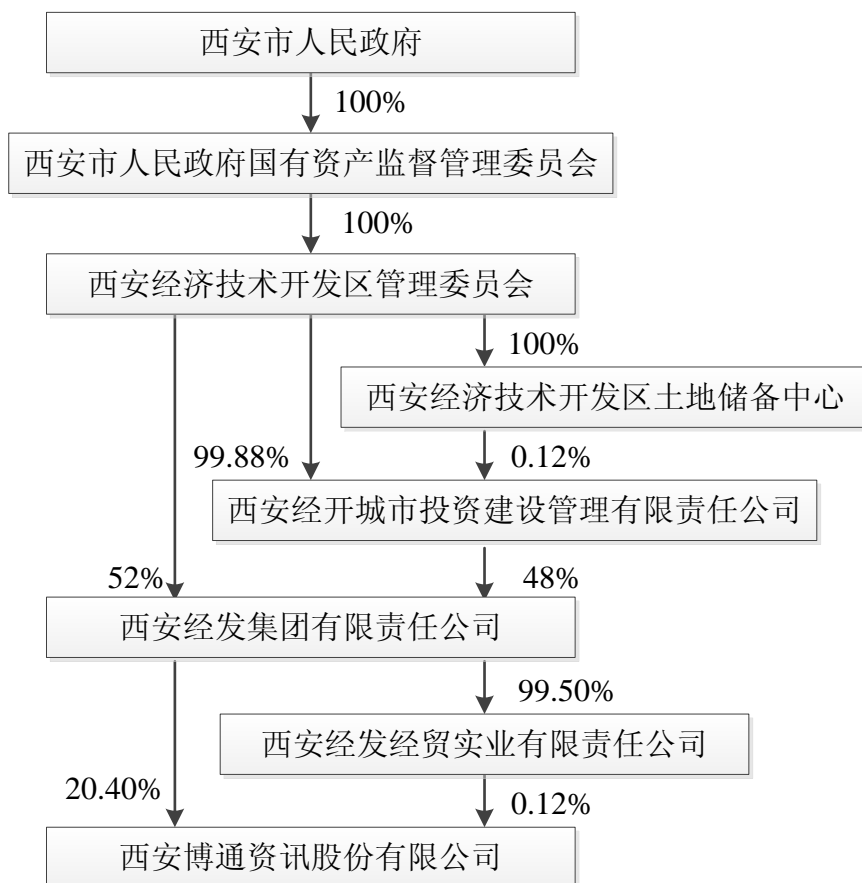 西安市人民政府
100%
西安市人民政府国有资产监督管理委员会
100%
西安经济技术开发区管理委员会
100%
西安经济技术开发区土地储备中心
99.88%
0.12%
西安经开城市投资建设管理有限责任公司
52%
48%
西安经发集团有限责任公司
99.50%
西安经发经贸实业有限责任公司
20.40%
0.12%
西安博通资讯股份有限公司